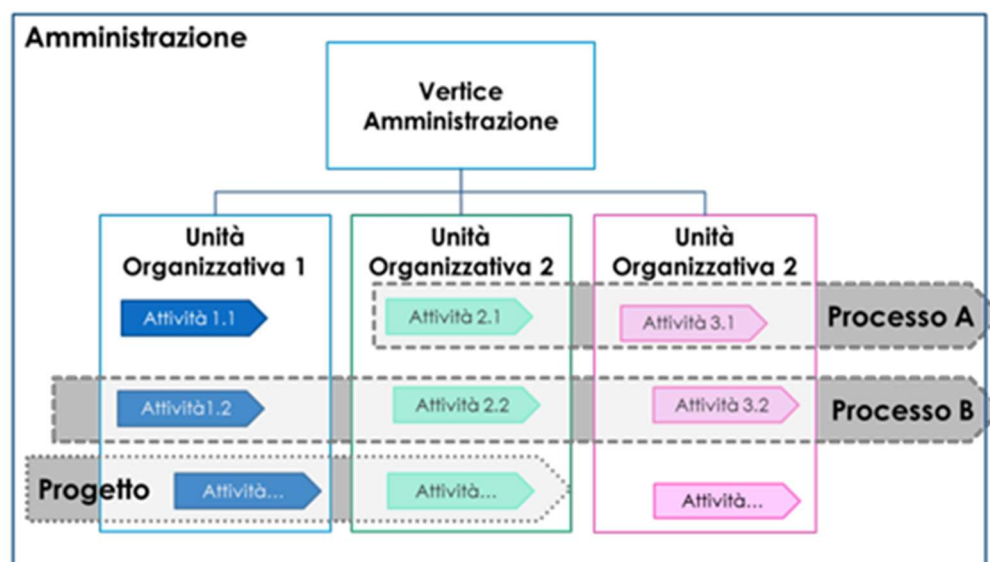 Amministrazione
Vertice
Amministrazione
Unità
Organizzativa 1
Unità
Organizzativa 2
Unità
Organizzativa 2
Attività 1.1
Attività 2.1
Attività 3.1
Processo A
Attività1.2
Attività 2.2
Attività 3.2
Processo B
Progetto
Attività...
Attività...
Attività...